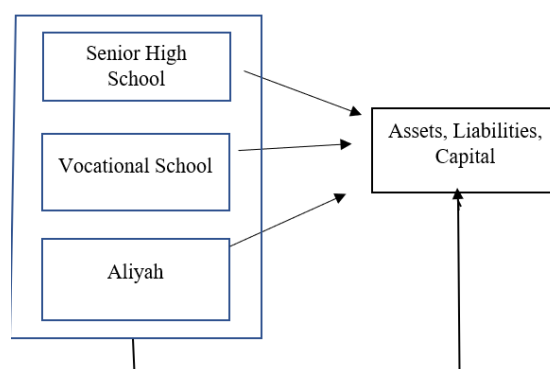 Senior High
School
Vocational School
Aliyah
Assets, Liabilities,
Capital